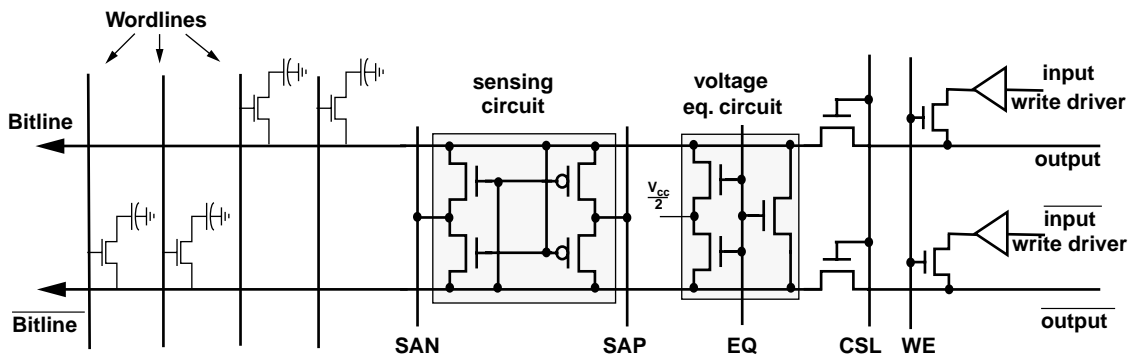 Wordlines
sensing
circuit
voltage
eq. circuit
input
write driver
Bitline
output
Vcc
2
input
write driver
Bitline
output
SAN
SAP
EQ
CSL
WE